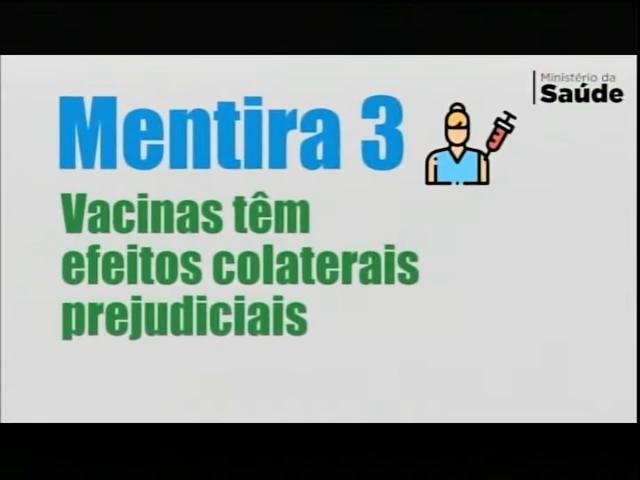 Ministério da
Saúde
Mentira 3
Vacinas têm
efeitos colaterais
prejudiciais